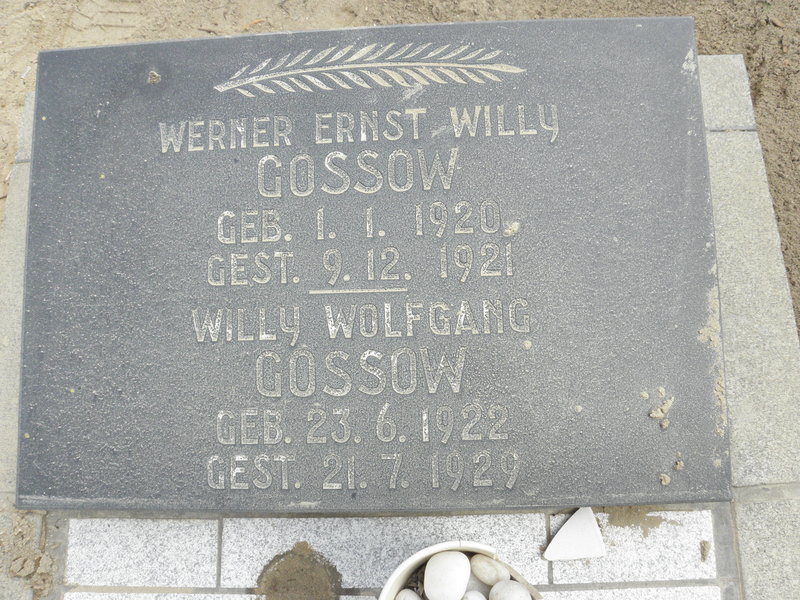 WERNER ERNST WILLY
GOSSOW
GEB. 1. 1. 1920
GEST. 9. 12. 1921
WILLY WOLFGANG
GOSSOW
GEB. 23. 6. 1922
GEST. 21. 7. 1929